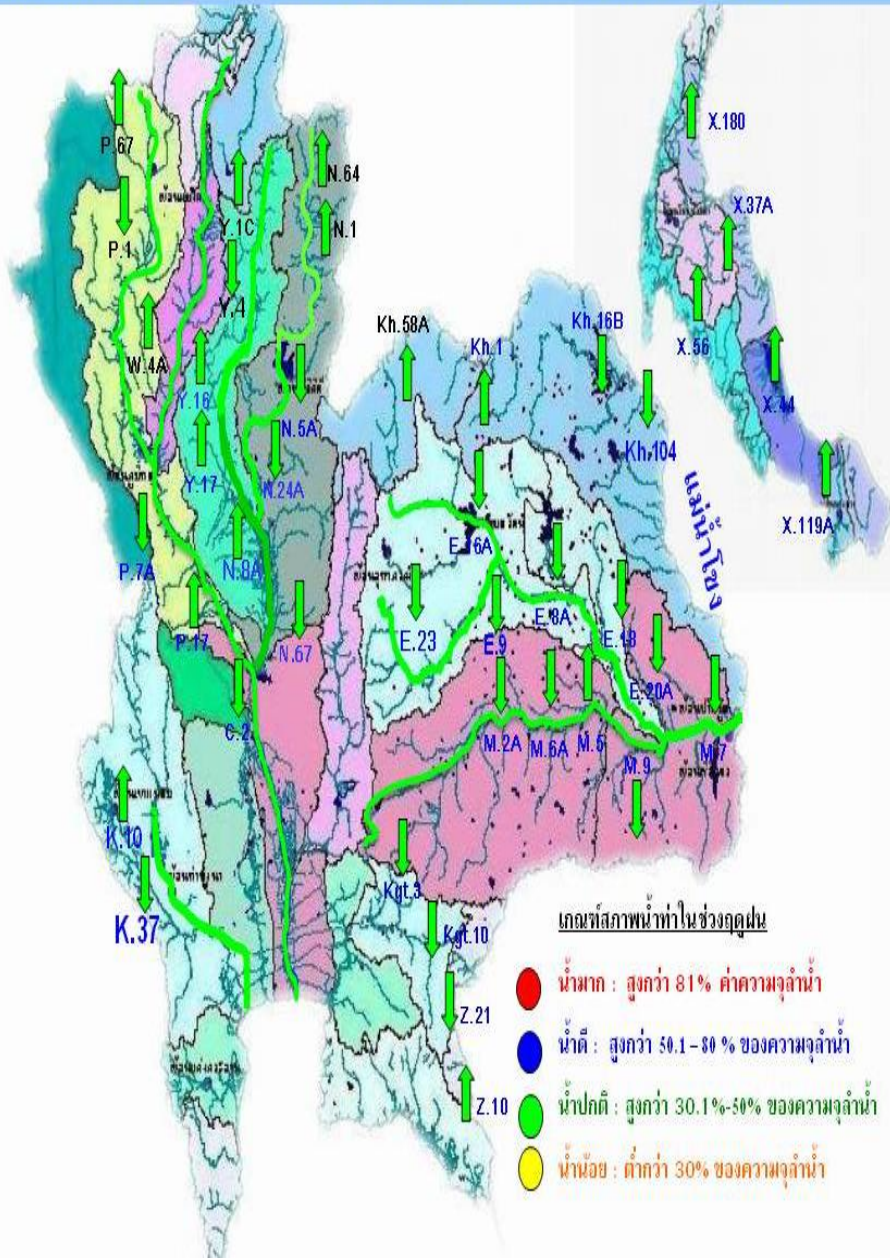 P.67
P.1
Y.1C
Y.4
N.64
N.1
W.4A
Y.16
Y.17
N.5A
N.24A
N.8A
P.7A
P.17
N.67
C.2
Kh.58A
Kh.1
Kh.16B
Kh.104
แม่น้ำโขง
X.180
X.37A
X.56
X.44
X.119A
E.16A
E.23
E.9
E.8A
E.18
E.20A
M.2A
M.6A
M.5
M.9
M.7
K.10
K.37
Kgt.3
Kgt.10
Z.21
Z.10
เกณฑ์สภาพน้ำท่าในช่วงฤดูฝน
น้ำมาก : สูงกว่า 81% ค่าความจุลำน้ำ
น้ำดี : สูงกว่า 50.1 - 80 % ของความจุลำน้ำ
น้ำปกติ : สูงกว่า 30.1%-50% ของความจุลำน้ำ
น้ำน้อย : ต่ำกว่า 30% ของความจุลำน้ำ